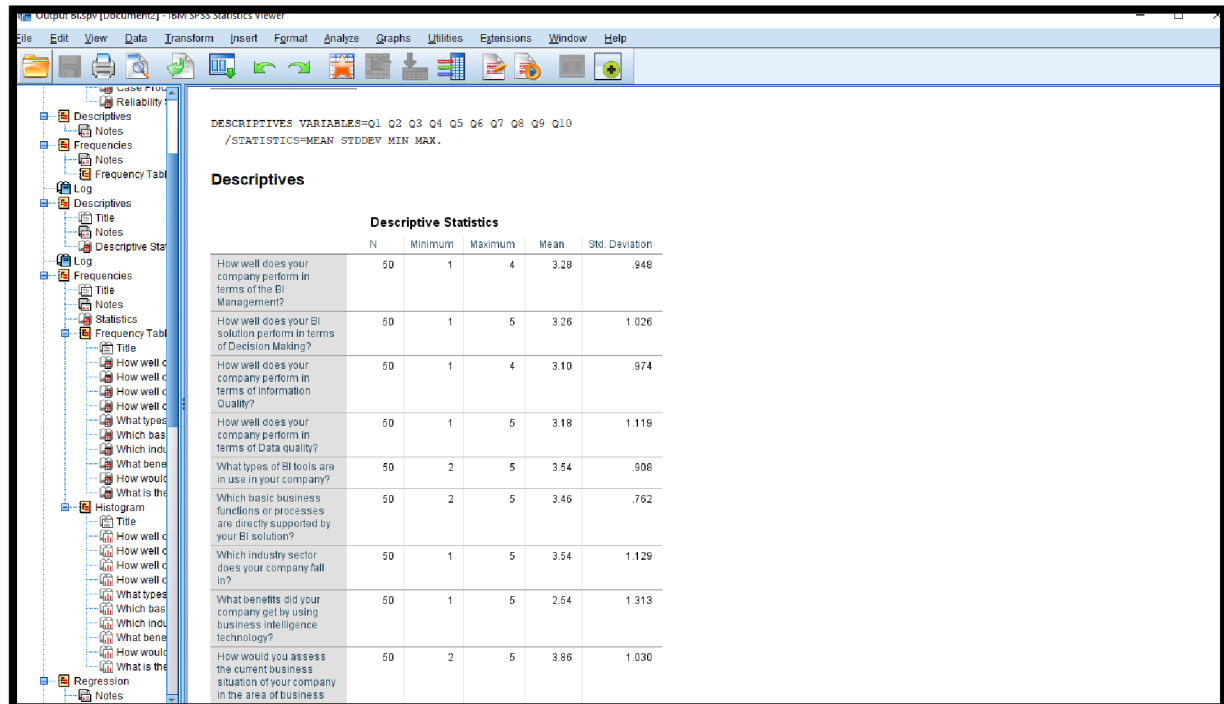 Output BI.spv [Document2] - IBM SPSS Statistics Viewer
File Edit View Data Transform Insert Format Analyze Graphs Utilities Extensions Window Help
Case Proc
Reliability
Descriptives
Notes
Frequencies
Notes
Frequency Tabl
Log
Descriptives
Title
Notes
Descriptive Sta
Log
Frequencies
Title
Notes
Statistics
Frequency Tabl
Title
How well c
How well c
How well c
How well c
What types
Which bas
Which indu
What bene
How would
What is the
Histogram
Title
How well c
How well c
How well c
How well c
What types
Which bas
Which indu
What bene
How would
What is the
Regression
Notes
DESCRIPTIVES VARIABLES=Q1 Q2 Q3 Q4 Q5 Q6 Q7 Q8 Q9 Q10
/STATISTICS=MEAN STDDEV MIN MAX.
Descriptives
Descriptive Statistics
N Minimum Maximum Mean Std. Deviation
How well does your 50 1 4 3.28 .948
company perform in
terms of the BI
Management?
How well does your BI 50 1 5 3.26 1.026
solution perform in terms
of Decision Making?
How well does your 50 1 4 3.10 .974
company perform in
terms of Information
Quality?
How well does your 50 1 5 3.18 1.119
company perform in
terms of Data quality?
What types of BI tools are 50 2 5 3.54 .908
in use in your company?
Which basic business 50 2 5 3.46 .762
functions or processes
are directly supported by
your BI solution?
Which industry sector 50 1 5 3.54 1.129
does your company fall
in?
What benefits did your 50 1 5 2.54 1.313
company get by using
business intelligence
technology?
How would you assess 50 2 5 3.86 1.030
the current business
situation of your company
in the area of business